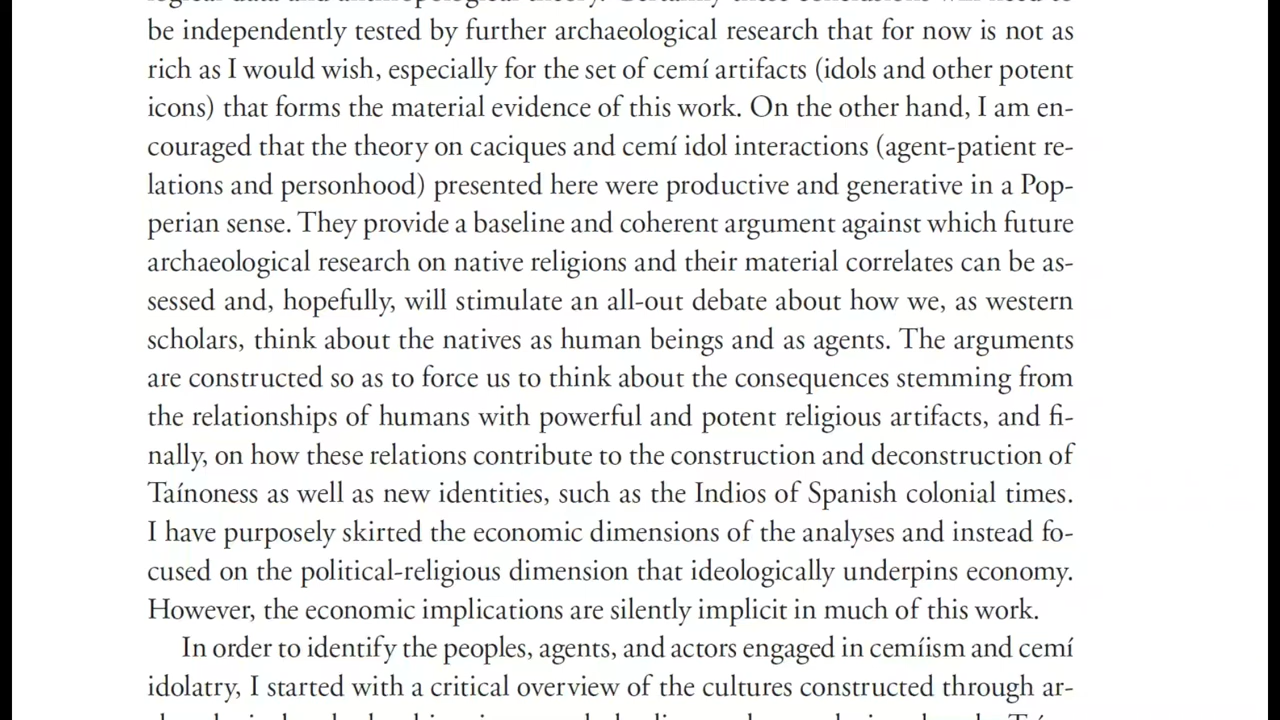 be independently tested by further archaeological research that for now is not as
rich as I would wish, especially for the set of cemí artifacts (idols and other potent
icons) that forms the material evidence of this work. On the other hand, I am en-
couraged that the theory on caciques and cemí idol interactions (agent-patient re-
lations and personhood) presented here were productive and generative in a Pop-
perian sense. They provide a baseline and coherent argument against which future
archaeological research on native religions and their material correlates can be as-
sessed and, hopefully, will stimulate an all-out debate about how we, as western
scholars, think about the natives as human beings and as agents. The arguments
are constructed so as to force us to think about the consequences stemming from
the relationships of humans with powerful and potent religious artifacts, and fi-
nally, on how these relations contribute to the construction and deconstruction of
Taínoness as well as new identities, such as the Indios of Spanish colonial times.
I have purposely skirted the economic dimensions of the analyses and instead fo-
cused on the political-religious dimension that ideologically underpins economy.
However, the economic implications are silently implicit in much of this work.
In order to identify the peoples, agents, and actors engaged in cemíism and cemí
idolatry, I started with a critical overview of the cultures constructed through ar-